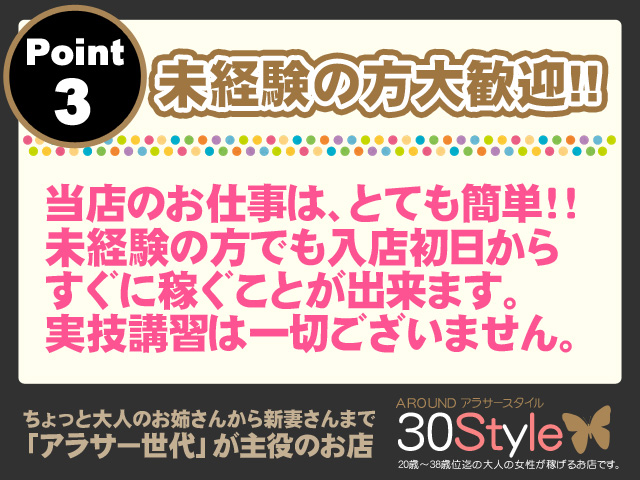 Point
3
未経験の方大歓迎!!
当店のお仕事は、とても簡単!!
未経験の方でも入店初日から
すぐに稼ぐことが出来ます。
実技講習は一切ございません。
ちょっと大人のお姉さんから新妻さんまで
「アラサー世代」が主役のお店
AROUND アラサースタイル
30Style
20歳～38歳位迄の大人の女性が稼げるお店です。